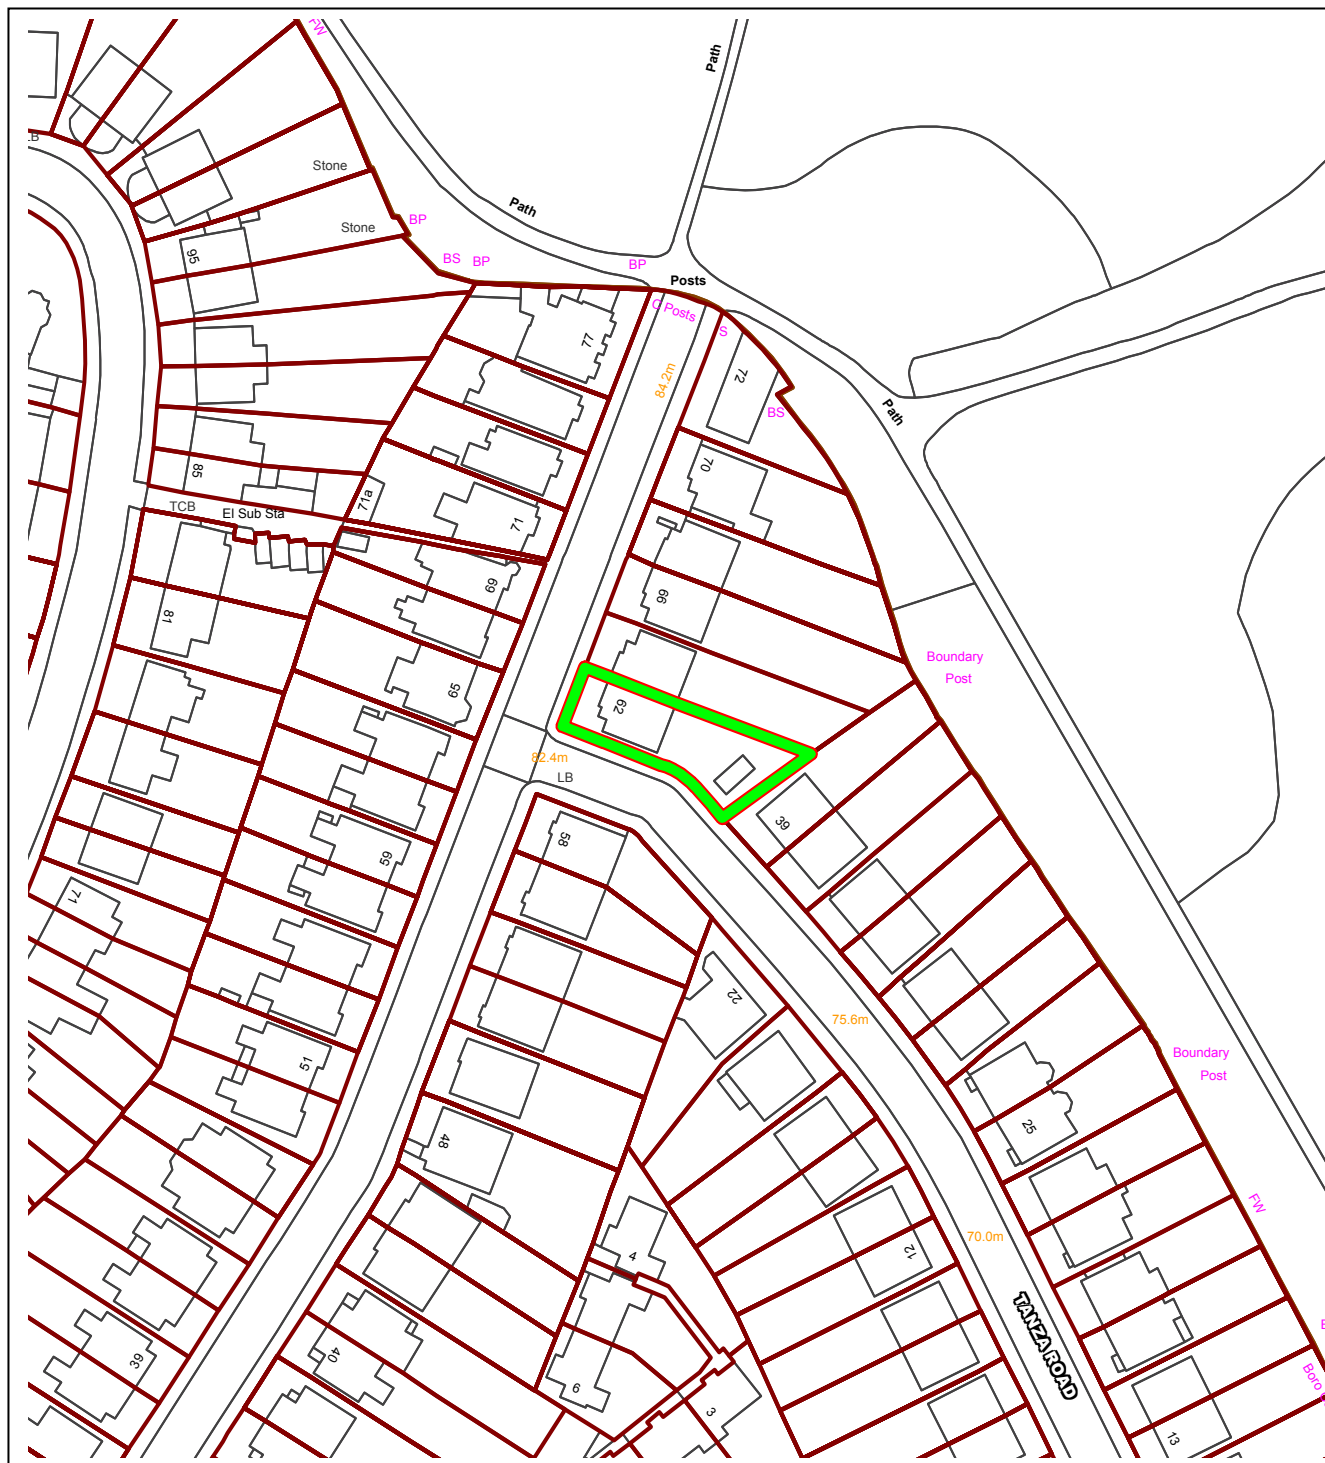 FW
Path
LB
Stone
Path
Stone
BP
BS
BP
BP
Posts
C Posts
S
95
77
84.2m
72
BS
Path
85
71a
70
TCB
El Sub Sta
71
69
66
81
65
62
Boundary
Post
82.4m
LB
58
39
59
71
22
75.6m
51
48
25
Boundary
Post
FW
4
12
70.0m
TANZA ROAD
40
39
6
3
13
Boro